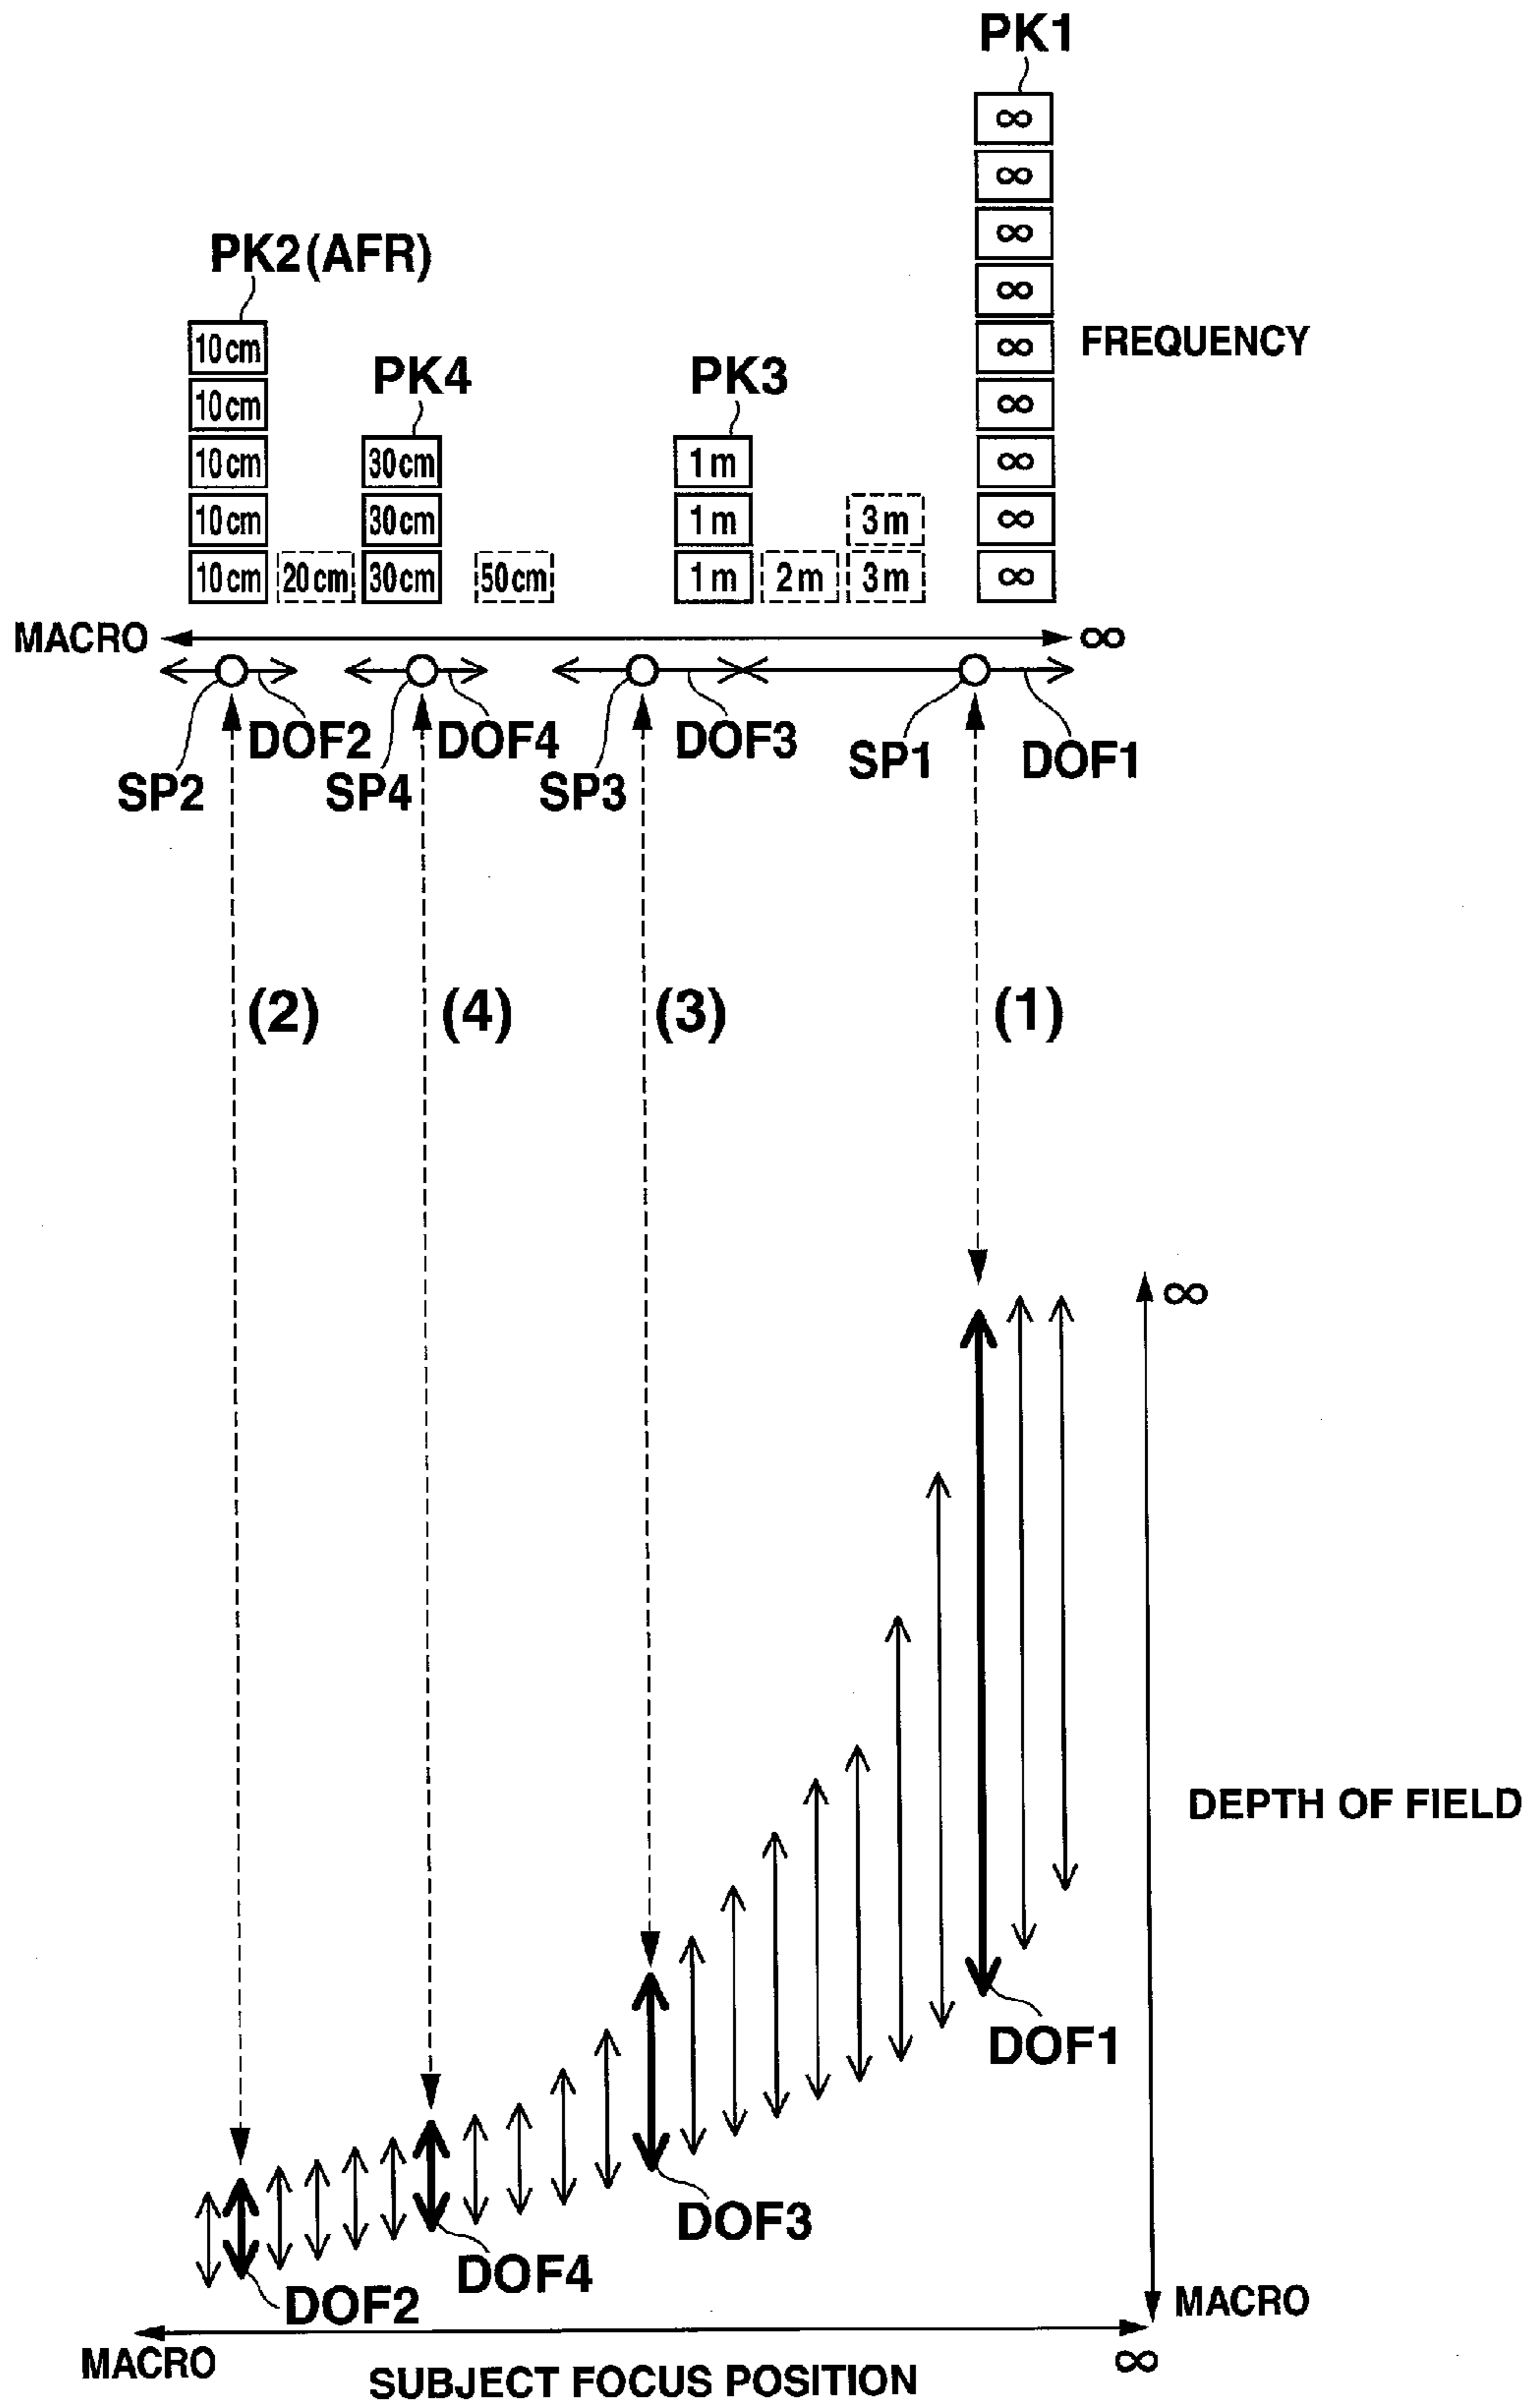 PK1
∞
∞
∞
PK2(AFR)
∞
10cm PK4 PK3 ∞ FREQUENCY
10cm ∞
10cm 30cm 1m ∞
10cm 30cm 1m 3m ∞
10cm 20cm 30cm 50cm 1m 2m 3m ∞
MACRO ∞
DOF2 DOF4 DOF3 SP1 DOF1
SP2 SP4 SP3
(2) (4) (3) (1)
∞
DEPTH OF FIELD
DOF1
DOF3
DOF4
DOF2 MACRO
MACRO ∞
SUBJECT FOCUS POSITION